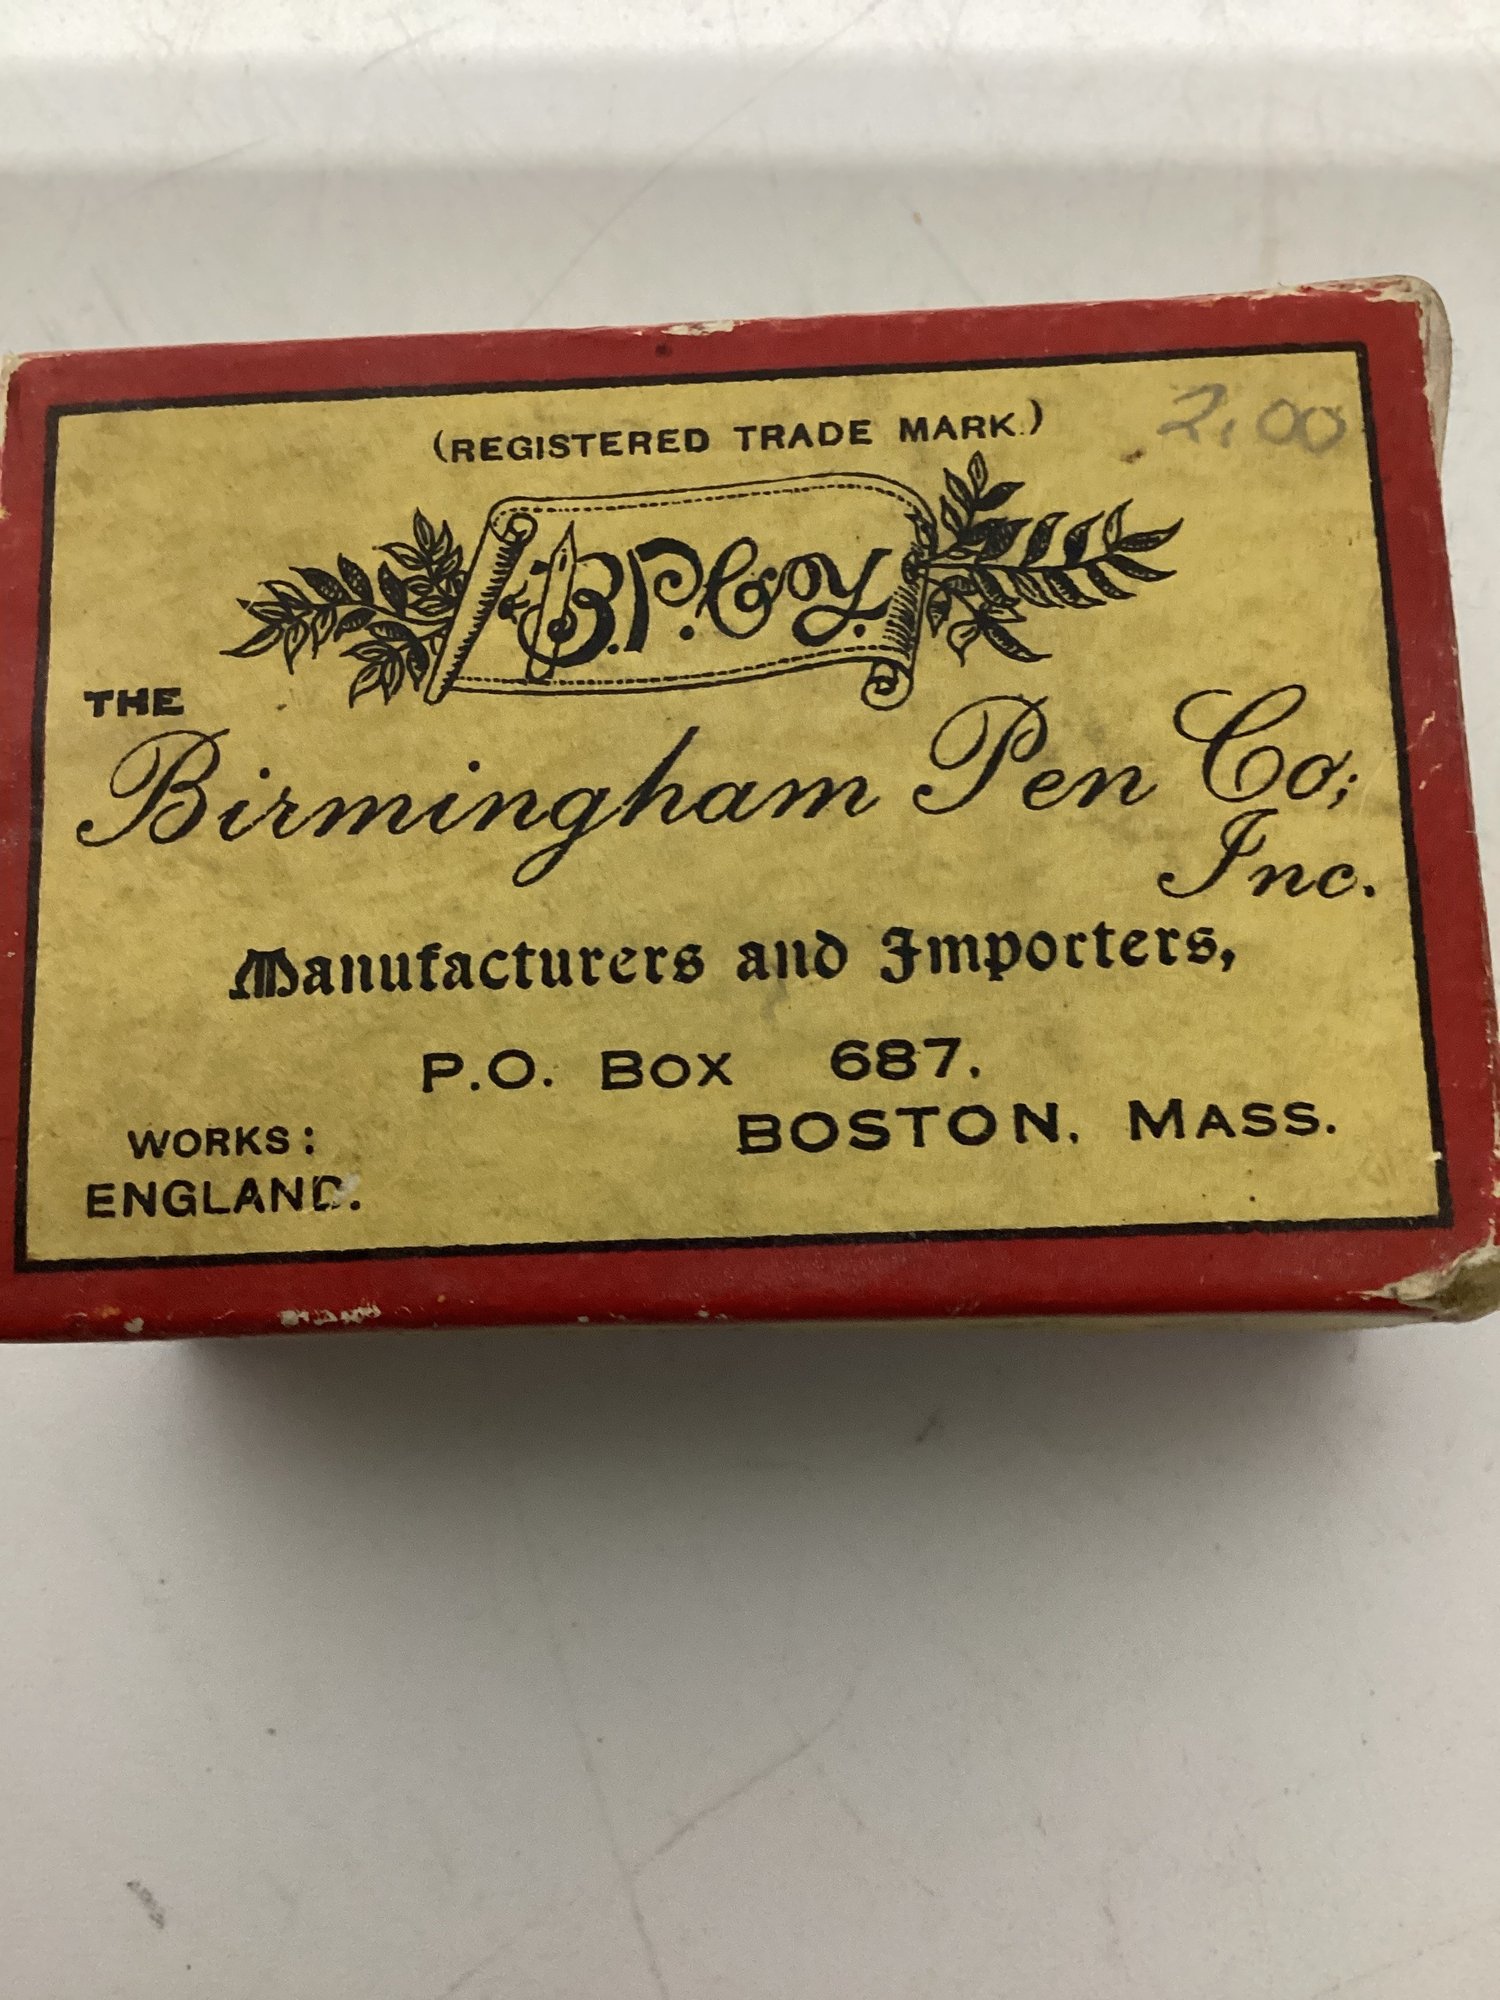 (REGISTERED TRADE MARK.)
2.00
B.P.Coy.
THE
Birmingham Pen Co;
Inc.
Manufacturers and Importers,
P.O. BOX 687.
BOSTON, MASS.
WORKS:
ENGLAND.